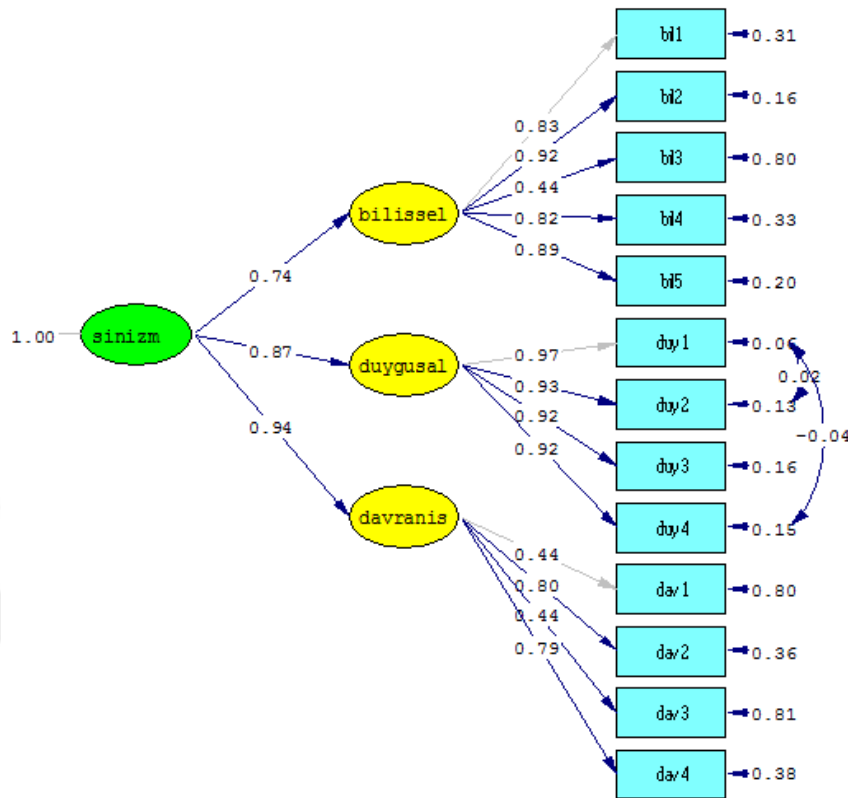 bil1 0.31
0.83
bil2 0.16
0.92
bil3 0.80
0.44
bilissel
bil4 0.33
0.82
0.89
0.74
bil5 0.20
1.00 sinizm
duy1 0.06
0.97
0.87
duygusal
0.02
0.93
duy2 0.13
0.92
-0.04
0.94
0.92
duy3 0.16
davranis
duy4 0.15
0.44
0.80
dav1 0.80
0.44
0.79
dav2 0.36
dav3 0.81
dav4 0.38